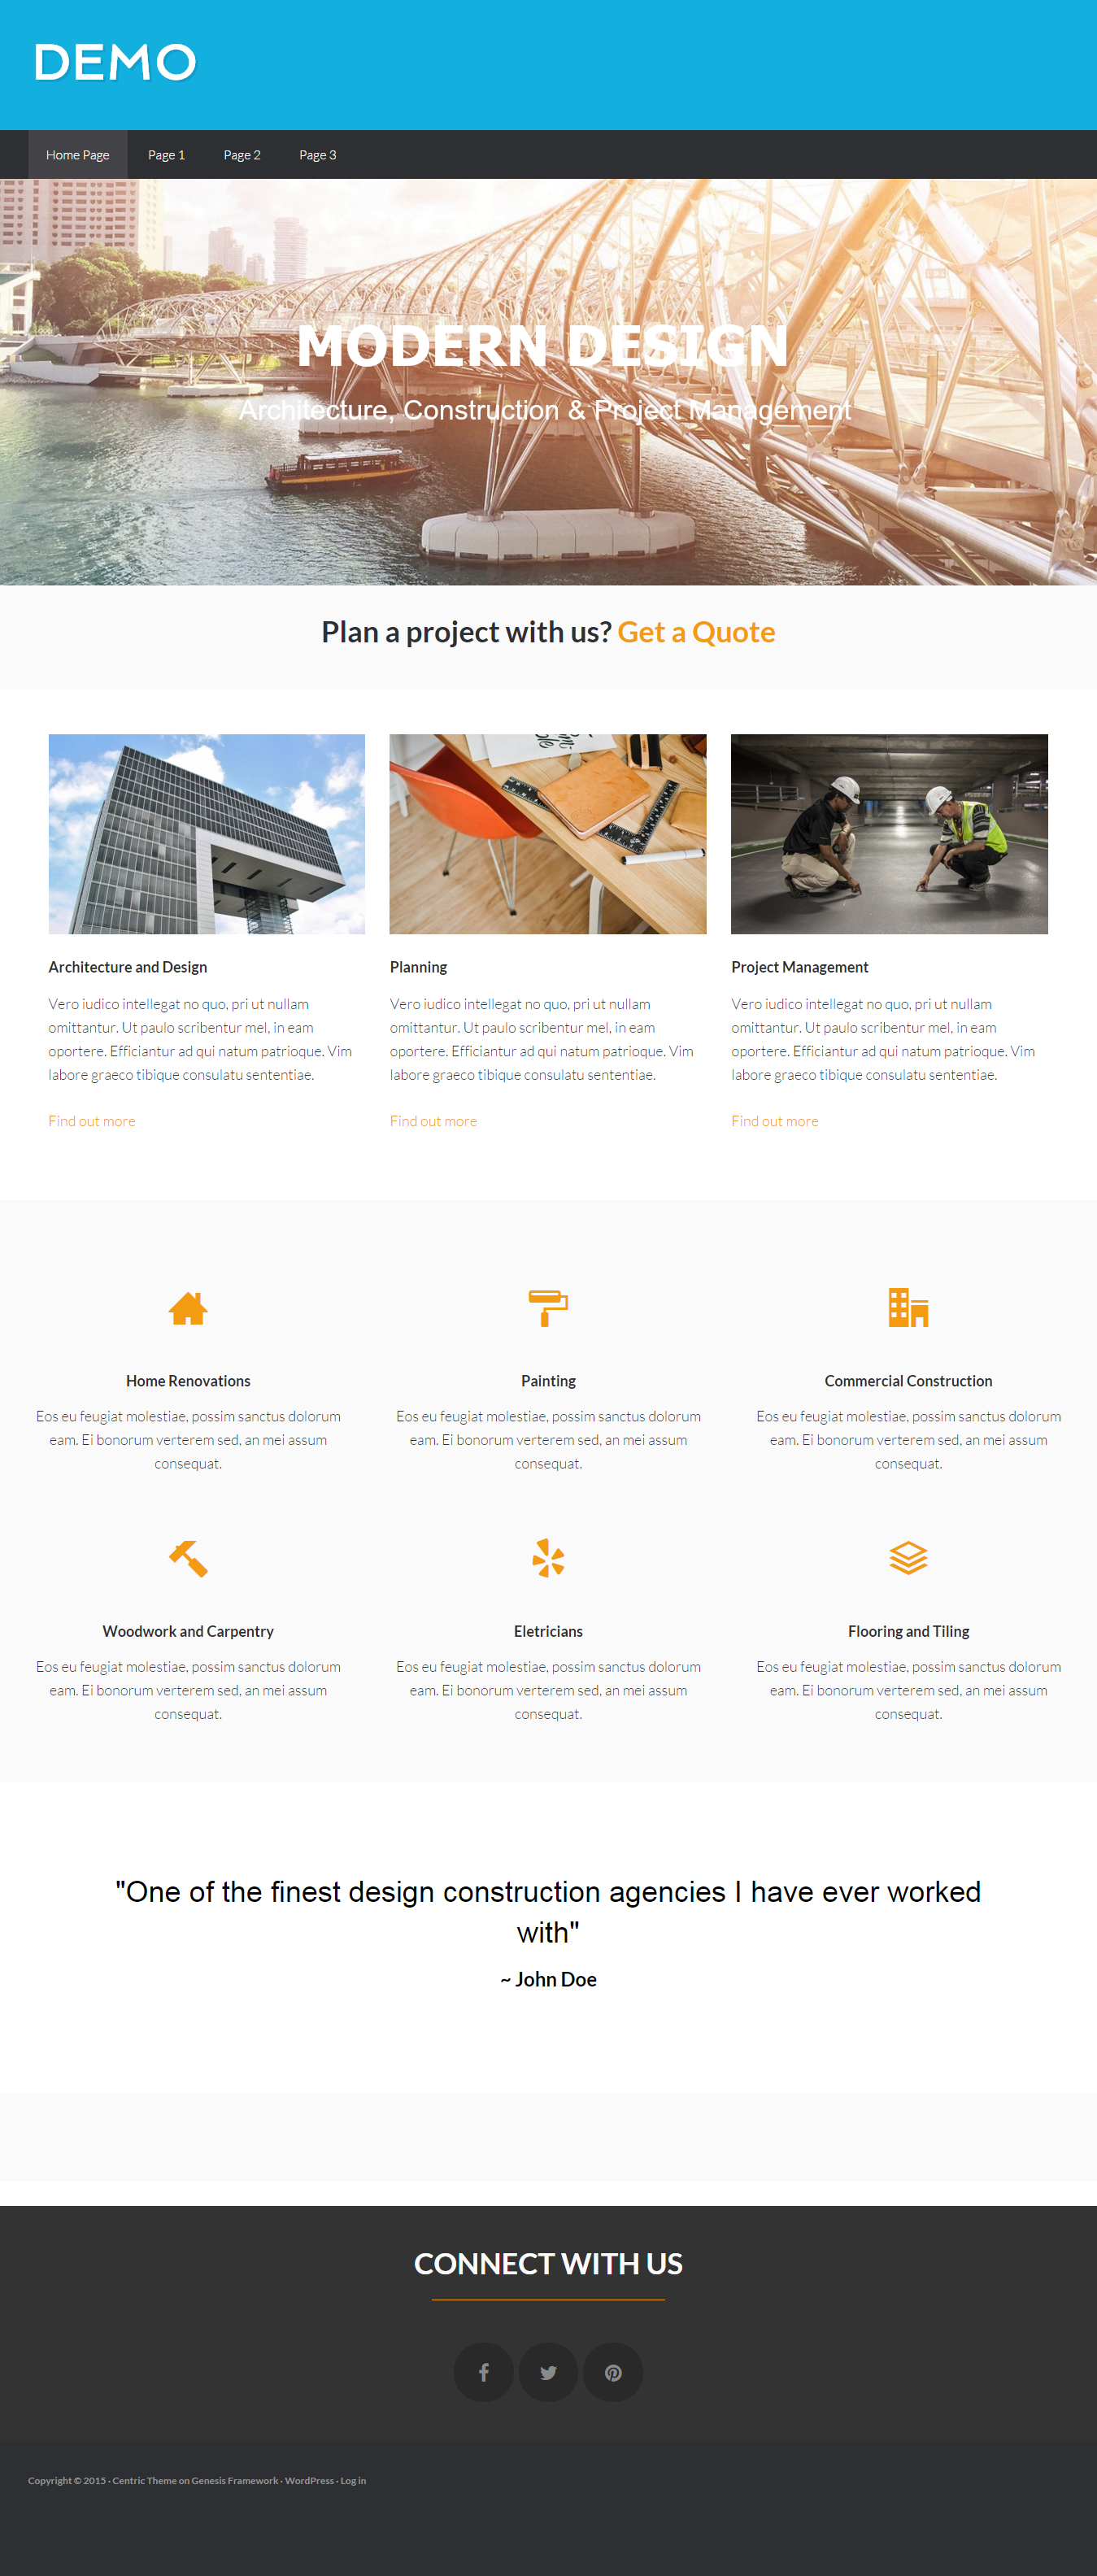 DEMO
Home Page Page 1 Page 2 Page 3
MODERN DESIGN
Architecture, Construction & Project Management
Plan a project with us? Get a Quote
Architecture and Design
Vero iudico intellegat no quo, pri ut nullam
omittantur. Ut paulo scribentur mel, in eam
oportere. Efficiantur ad qui natum patrioque. Vim
labore graeco tibique consulatu sententiae.
Find out more
Planning
Vero iudico intellegat no quo, pri ut nullam
omittantur. Ut paulo scribentur mel, in eam
oportere. Efficiantur ad qui natum patrioque. Vim
labore graeco tibique consulatu sententiae.
Find out more
Project Management
Vero iudico intellegat no quo, pri ut nullam
omittantur. Ut paulo scribentur mel, in eam
oportere. Efficiantur ad qui natum patrioque. Vim
labore graeco tibique consulatu sententiae.
Find out more
Home Renovations
Eos eu feugiat molestiae, possim sanctus dolorum
eam. Ei bonorum verterem sed, an mei assum
consequat.
Painting
Eos eu feugiat molestiae, possim sanctus dolorum
eam. Ei bonorum verterem sed, an mei assum
consequat.
Commercial Construction
Eos eu feugiat molestiae, possim sanctus dolorum
eam. Ei bonorum verterem sed, an mei assum
consequat.
Woodwork and Carpentry
Eos eu feugiat molestiae, possim sanctus dolorum
eam. Ei bonorum verterem sed, an mei assum
consequat.
Eletricians
Eos eu feugiat molestiae, possim sanctus dolorum
eam. Ei bonorum verterem sed, an mei assum
consequat.
Flooring and Tiling
Eos eu feugiat molestiae, possim sanctus dolorum
eam. Ei bonorum verterem sed, an mei assum
consequat.
"One of the finest design construction agencies I have ever worked
with"
~ John Doe
CONNECT WITH US
Copyright © 2015 · Centric Theme on Genesis Framework · WordPress · Log in